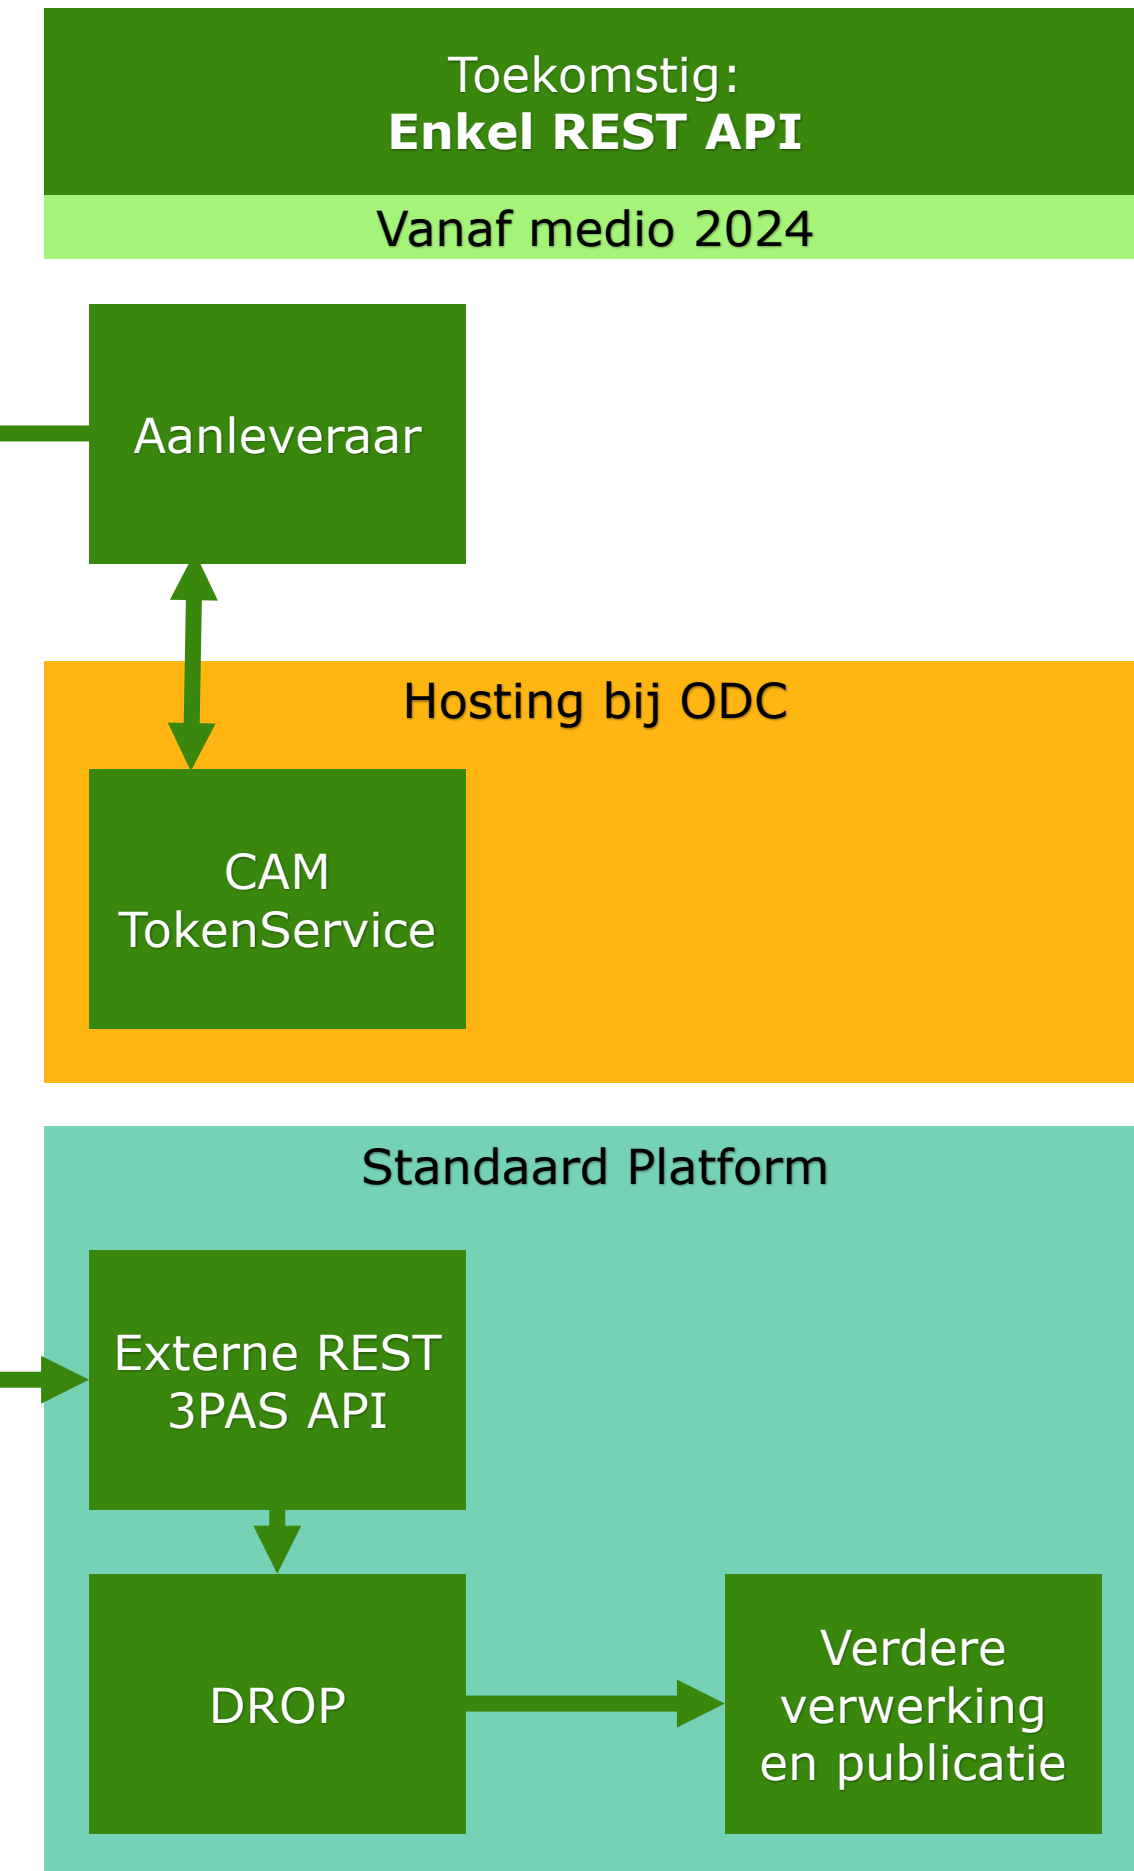 Toekomstig:
Enkel REST API
Vanaf medio 2024
Aanleveraar
Hosting bij ODC
CAM
TokenService
Standaard Platform
Externe REST
3PAS API
DROP
Verdere
verwerking
en publicatie